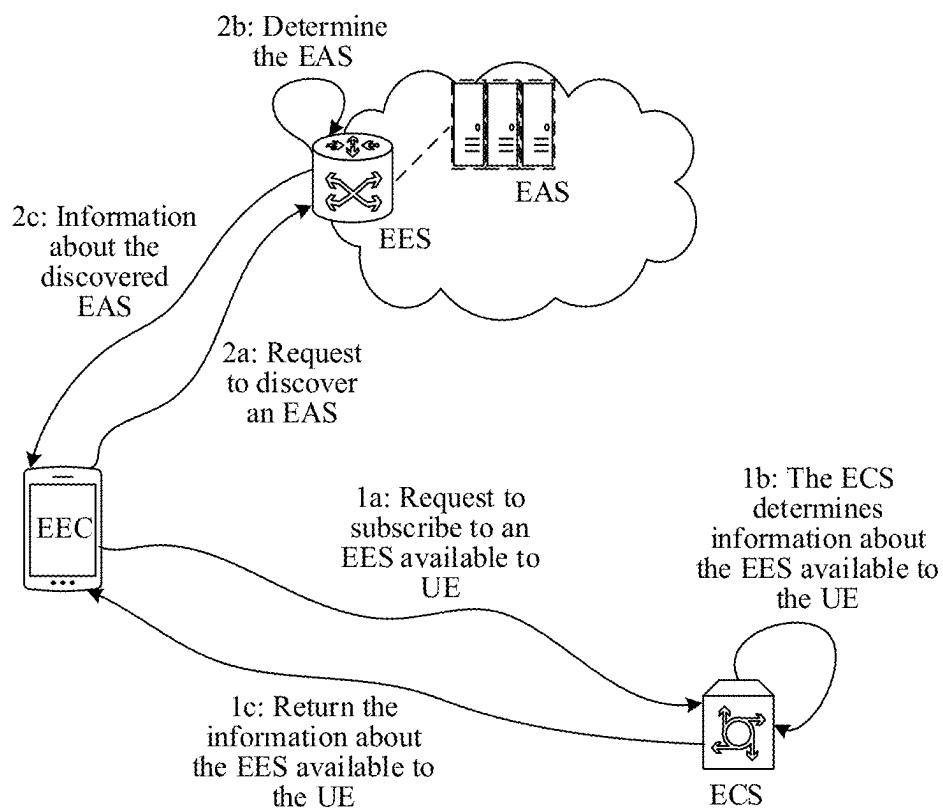 2b: Determine
the EAS
EAS
EES
2c: Information
about the
discovered
EAS
2a: Request
to discover
an EAS
EEC
1a: Request to
subscribe to an
EES available to
UE
1b: The ECS
determines
information about
the EES available to
the UE
1c: Return the
information about
the EES available to
the UE
ECS